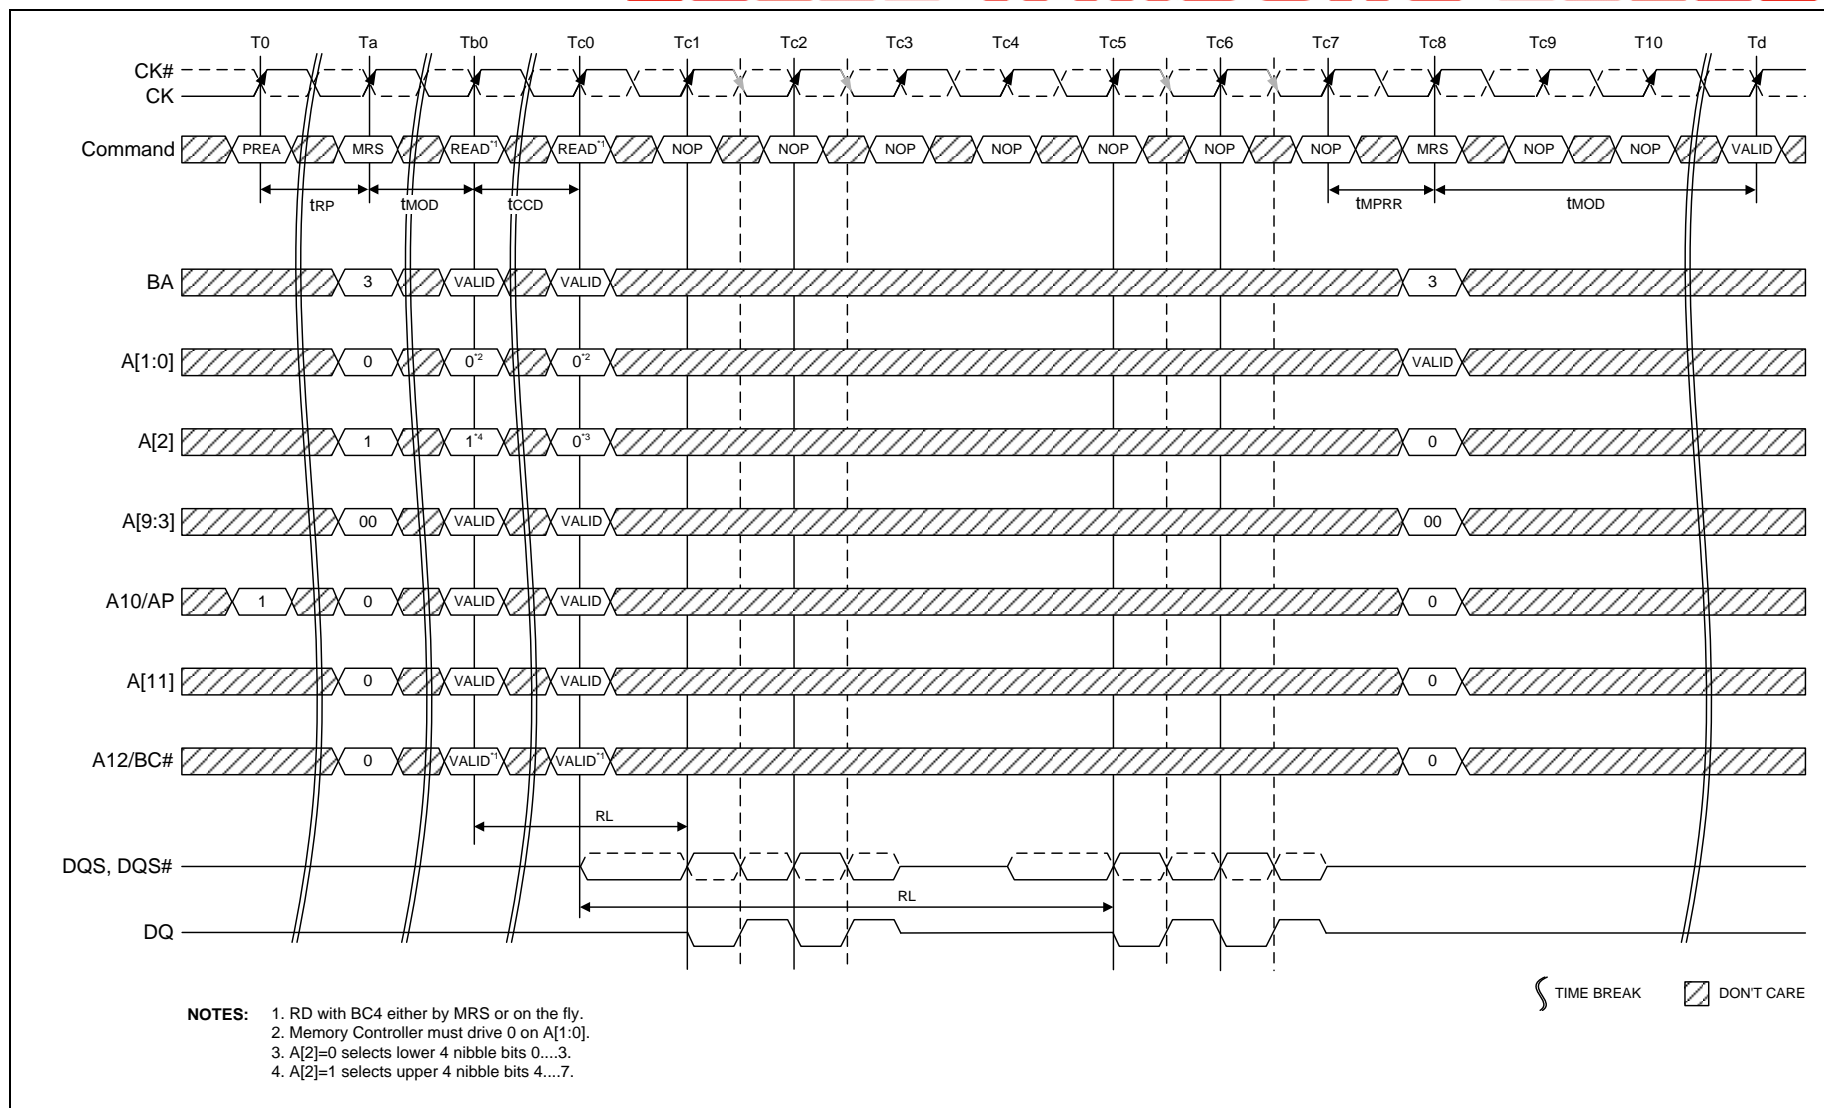 T0 Ta Tb0 Tc0 Tc1 Tc2 Tc3 Tc4 Tc5 Tc6 Tc7 Tc8 Tc9 T10 Td
CK#
CK
Command PREA MRS READ*1 READ*1 NOP NOP NOP NOP NOP NOP NOP MRS NOP NOP VALID
tRP tMOD tCCD tMPRR tMOD
BA 3 VALID VALID 3
A[1:0] 0 0*2 0*2 VALID
A[2] 1 1*4 0*3 0
A[9:3] 00 VALID VALID 00
A10/AP 1 0 VALID VALID 0
A[11] 0 VALID VALID 0
A12/BC# 0 VALID*1 VALID*1 0
RL
DQS, DQS#
RL
DQ
TIME BREAK DON'T CARE
NOTES: 1. RD with BC4 either by MRS or on the fly.
2. Memory Controller must drive 0 on A[1:0].
3. A[2]=0 selects lower 4 nibble bits 0....3.
4. A[2]=1 selects upper 4 nibble bits 4....7.